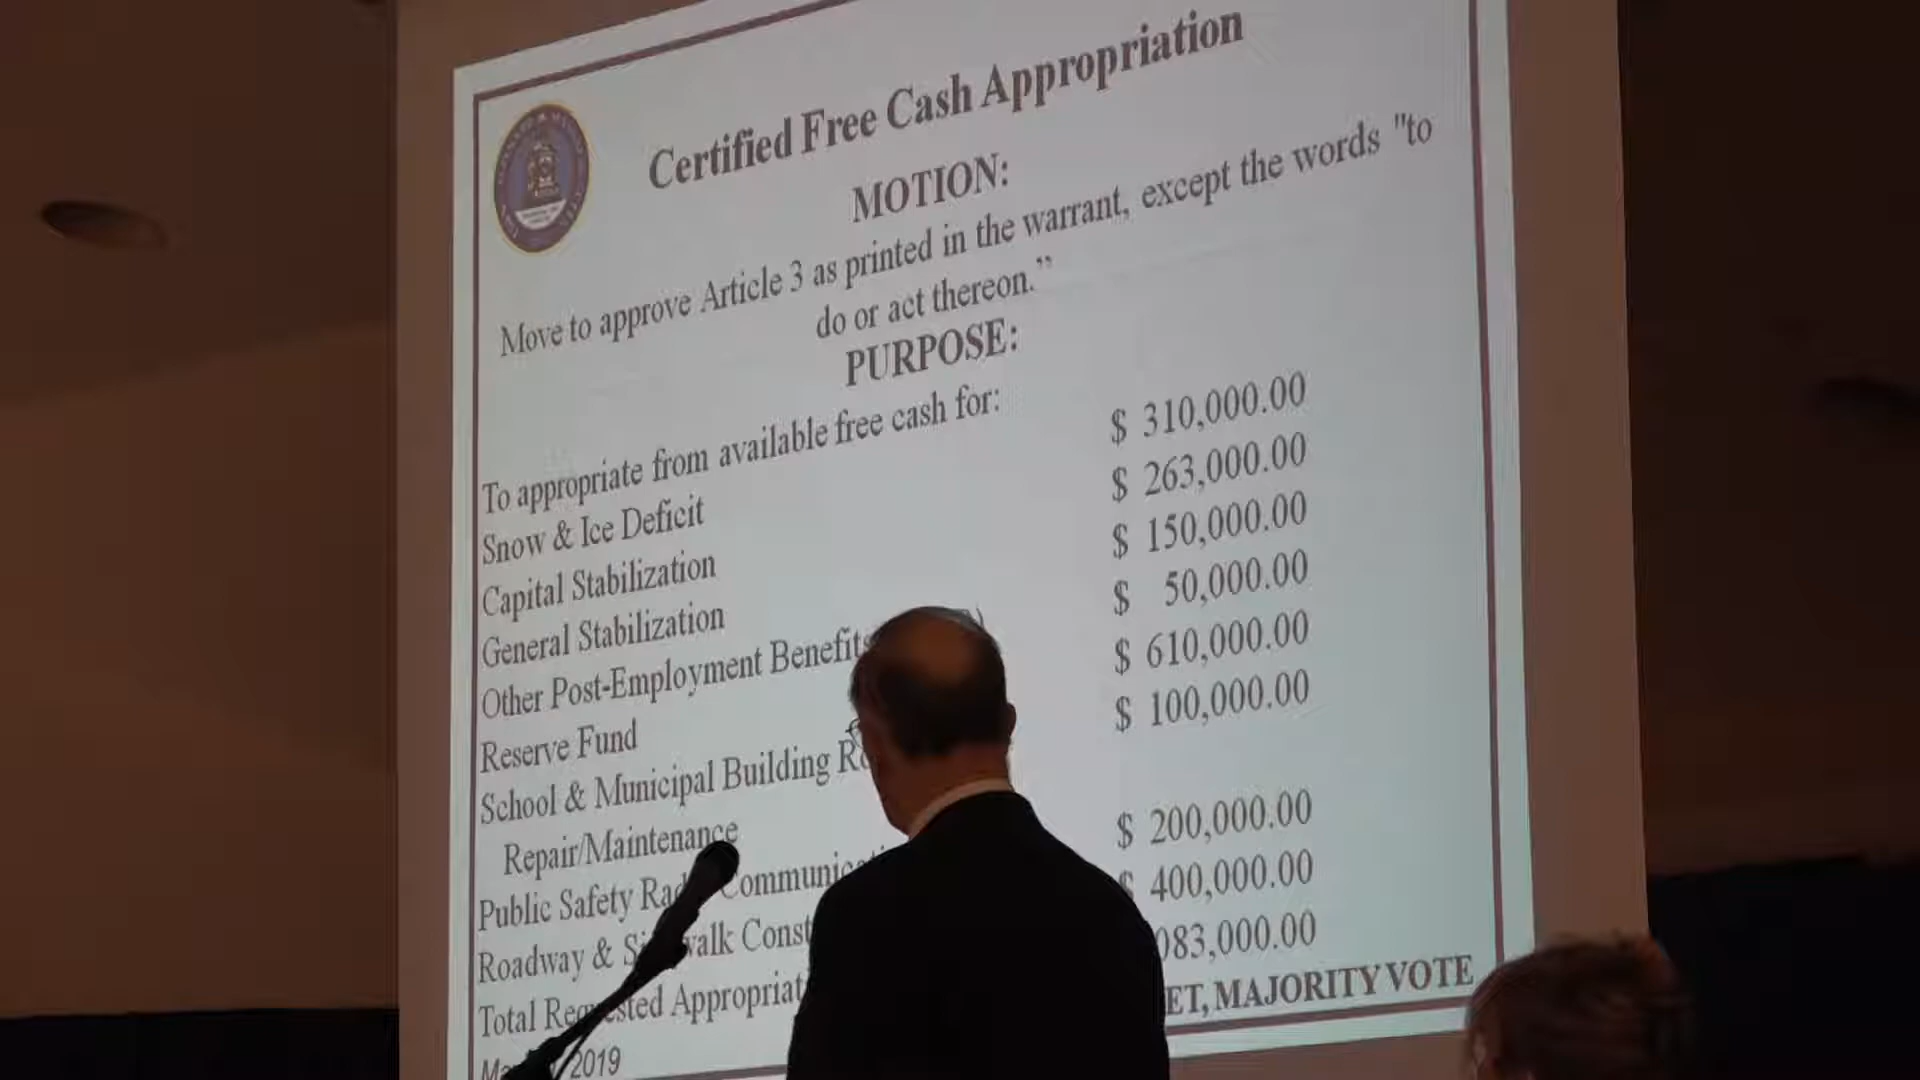 Certified Free Cash Appropriation
MOTION:
Move to approve Article 3 as printed in the warrant, except the words "to
do or act thereon.”
PURPOSE:
To appropriate from available free cash for:
Snow & Ice Deficit $ 310,000.00
Capital Stabilization $ 263,000.00
General Stabilization $ 150,000.00
Other Post-Employment Benefits $ 50,000.00
Reserve Fund $ 610,000.00
School & Municipal Building $ 100,000.00
Repair/Maintenance
Public Safety $ 200,000.00
Roadway & $ 400,000.00
Total 083,000.00
MAJORITY VOTE
2019